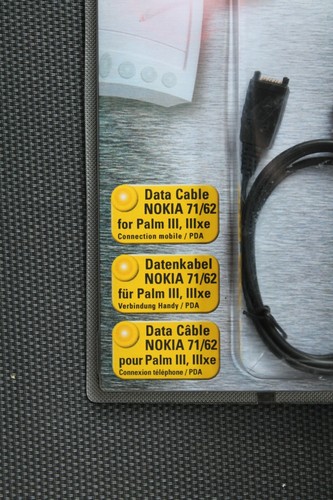 Data Cable
NOKIA 71/62
for Palm III, IIIxe
Connection mobile / PDA
Datenkabel
NOKIA 71/62
für Palm III, IIIxe
Verbindung Handy / PDA
Data Câble
NOKIA 71/62
pour Palm III, IIIxe
Connexion téléphone / PDA